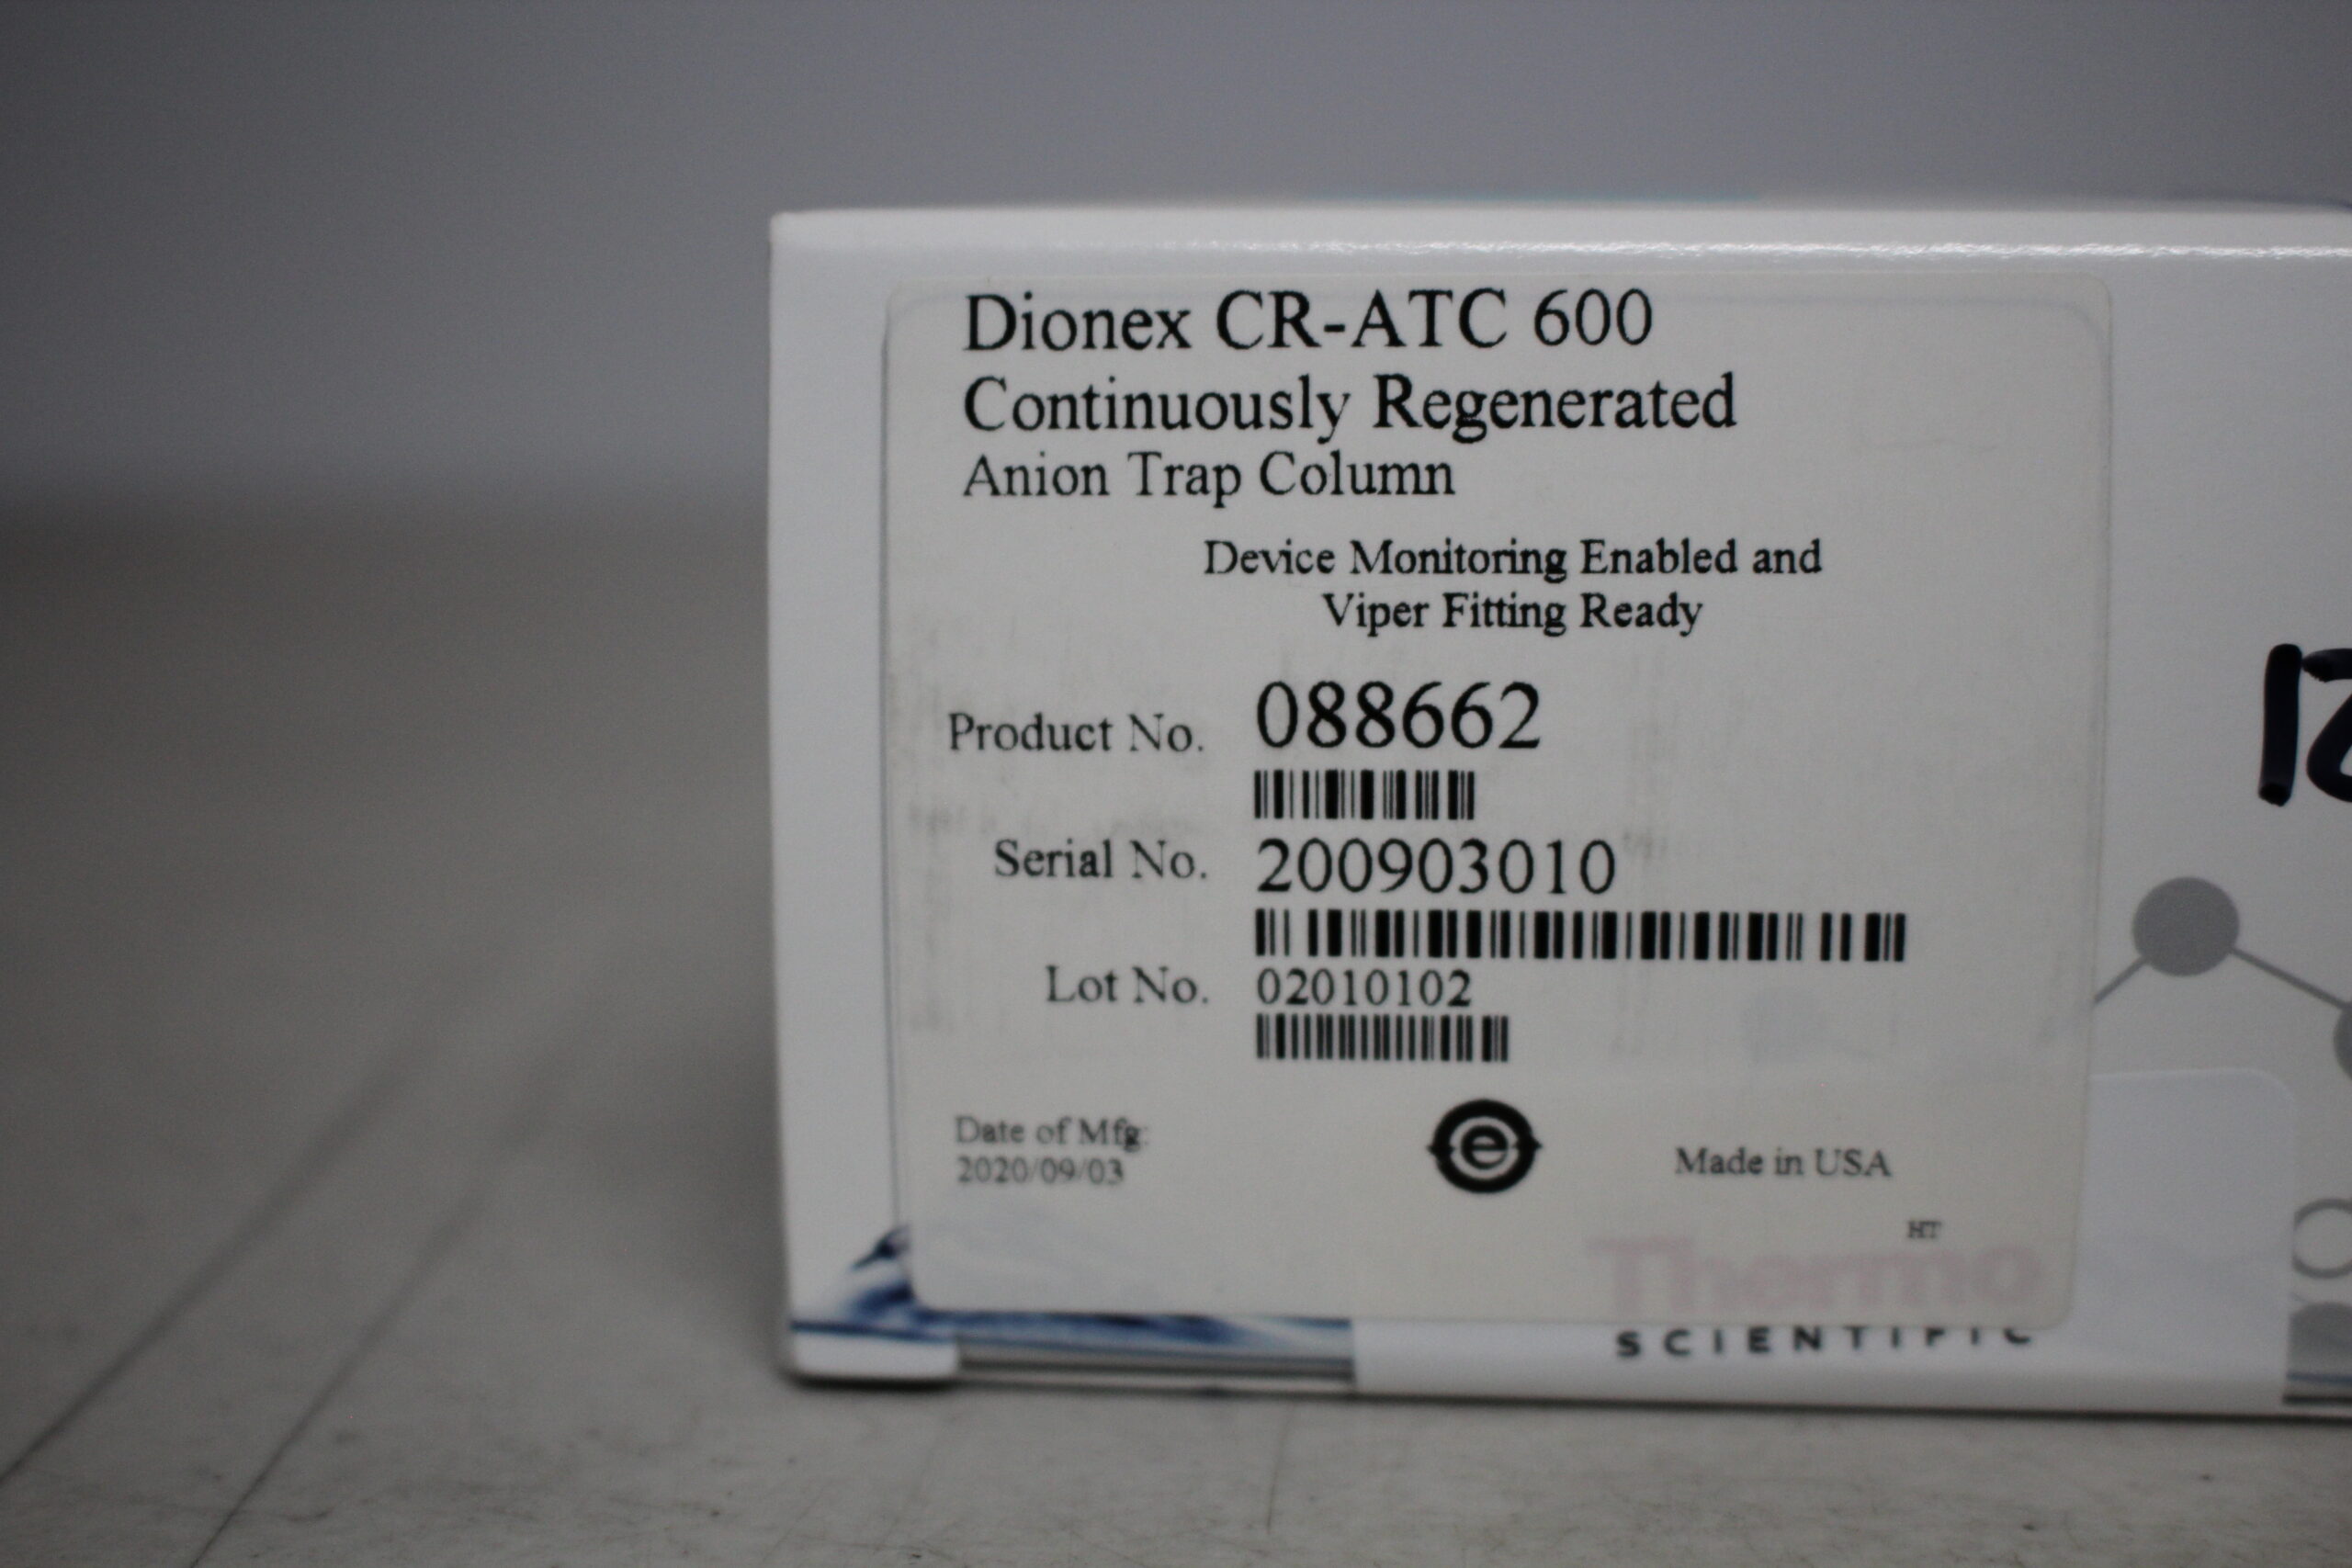 Dionex CR-ATC 600
Continuously Regenerated
Anion Trap Column
Device Monitoring Enabled and
Viper Fitting Ready
Product No. 088662
Serial No. 200903010
Lot No. 02010102
Date of Mfg:
2020/09/03
e
Made in USA
HT
Thermo
SCIENTIFIC